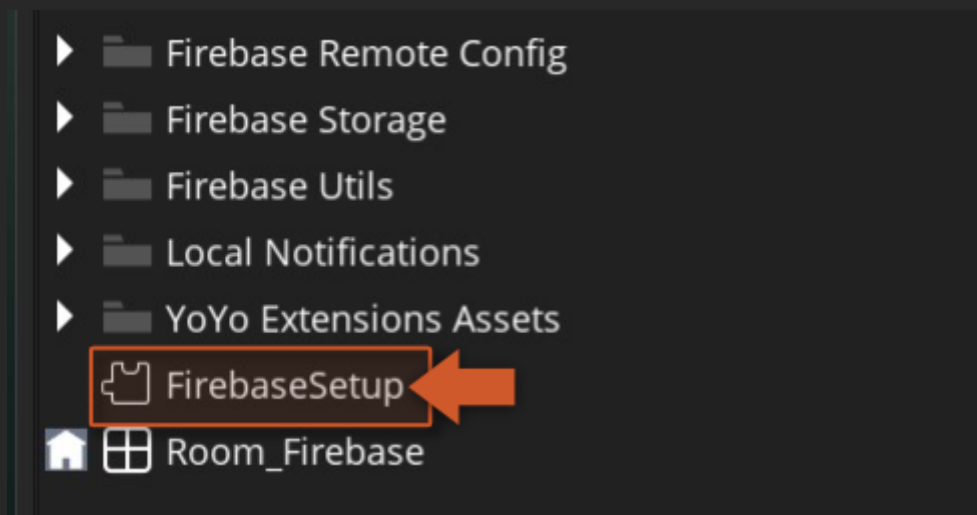 Firebase Remote Config
Firebase Storage
Firebase Utils
Local Notifications
YoYo Extensions Assets
FirebaseSetup
Room_Firebase